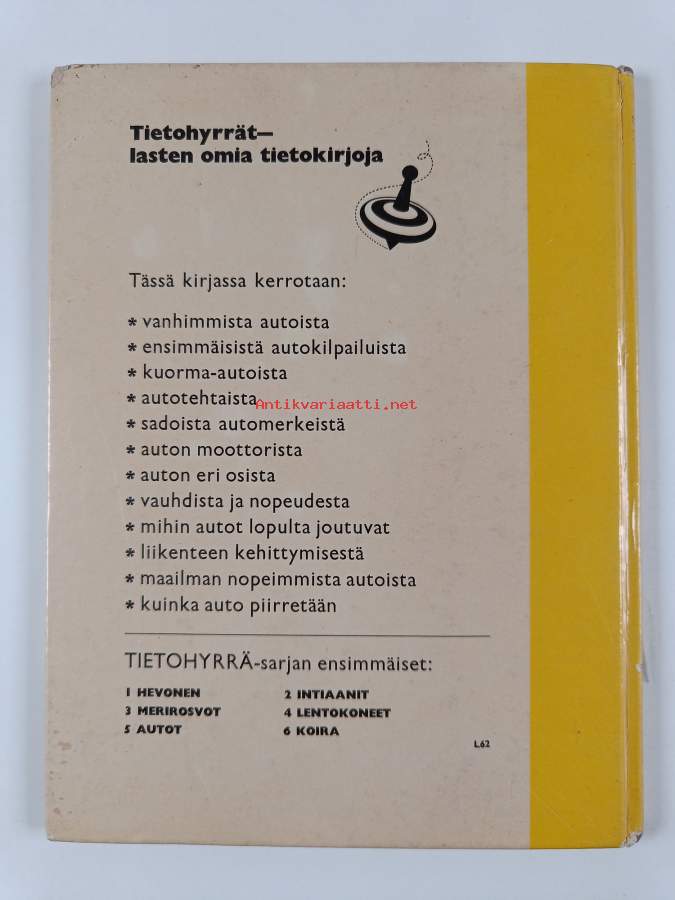 Tietohyrrät—
lasten omia tietokirjoja
Tässä kirjassa kerrotaan:
* vanhimmista autoista
* ensimmäisistä autokilpailuista
* kuorma-autoista
* autotehtaista
Antikvariaatti.net
* sadoista automerkeistä
* auton moottorista
* auton eri osista
* vauhdista ja nopeudesta
* mihin autot lopulta joutuvat
* liikenteen kehittymisestä
* maailman nopeimmista autoista
* kuinka auto piirretään
TIETOHYRRÄ-sarjan ensimmäiset:
1 HEVONEN 2 INTIAANIT
3 MERIROSVOT 4 LENTOKONEET
5 AUTOT 6 KOIRA
L62